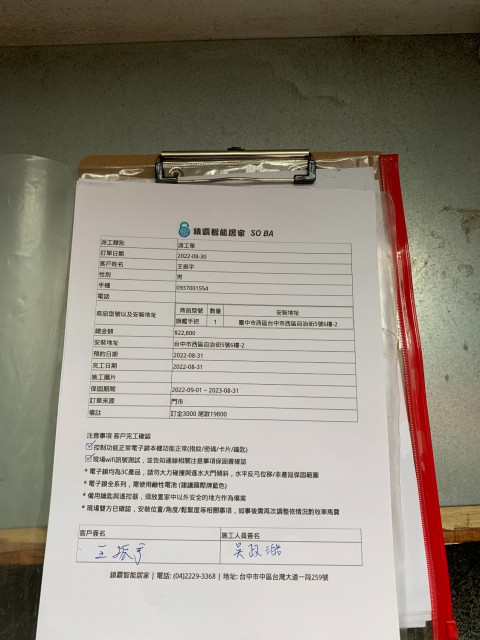 鎮霸智能居家 SO BA
施工類別 派工單
訂單日期 2022-08-30
客戶姓名 王振宇
性別 男
手機 0937001554
電話
商品型號以及安裝地址 商品型號 數量 安裝地址
旗艦手把 1 臺中市西區台中市西區自治街5號6樓-2
總金額 $22,800
安裝地址 台中市西區自治街5號6樓-2
預約日期 2022-08-31
完工日期 2022-08-31
施工圖片
保固期間 2022-09-01 ~ 2023-08-31
訂單來源 門市
備註 訂金3000 尾款19800
注意事項 客戶完工確認
控制功能正常電子鎖本體功能正常(指紋/密碼/卡片/鑰匙)
現場wifi訊號測試，並告知連線相關注意事項保固書確認
* 電子鎖均為3C產品，請勿大力碰撞與進水大門傾斜，水平反弓位移/非產品保固範圍
* 電子鎖全系列，需使用鹼性電池 (建議國際牌藍色)
* 備用鑰匙與遙控器，須放置家中以外安全的地方作為備案
* 現場雙方已確認，安裝位置/角度/鬆緊度等相關事項，如事後需再次調整依情況酌收車馬費
客戶簽名 施工人員簽名
王振宇 吳政
鎮霸智能居家 | 電話: (04)2229-3368 | 地址: 台中市中區台灣大道一段259號